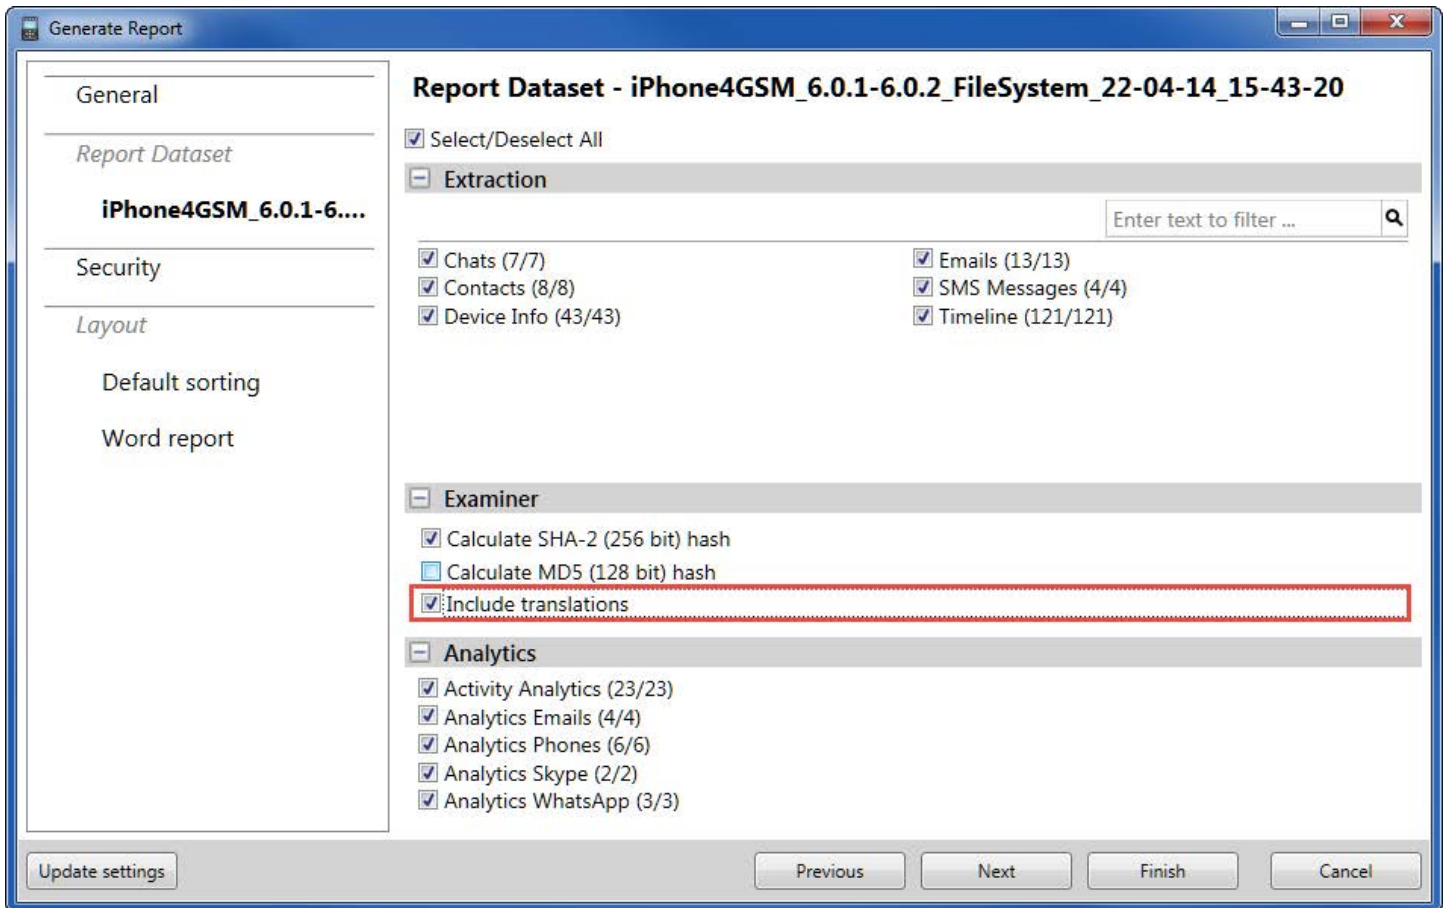 Generate Report
General
Report Dataset
iPhone4GSM_6.0.1-6....
Security
Layout
Default sorting
Word report
Report Dataset - iPhone4GSM_6.0.1-6.0.2_FileSystem_22-04-14_15-43-20
Select/Deselect All
Extraction
Enter text to filter ...
Chats (7/7)
Emails (13/13)
Contacts (8/8)
SMS Messages (4/4)
Device Info (43/43)
Timeline (121/121)
Examiner
Calculate SHA-2 (256 bit) hash
Calculate MD5 (128 bit) hash
Include translations
Analytics
Activity Analytics (23/23)
Analytics Emails (4/4)
Analytics Phones (6/6)
Analytics Skype (2/2)
Analytics WhatsApp (3/3)
Update settings
Previous
Next
Finish
Cancel